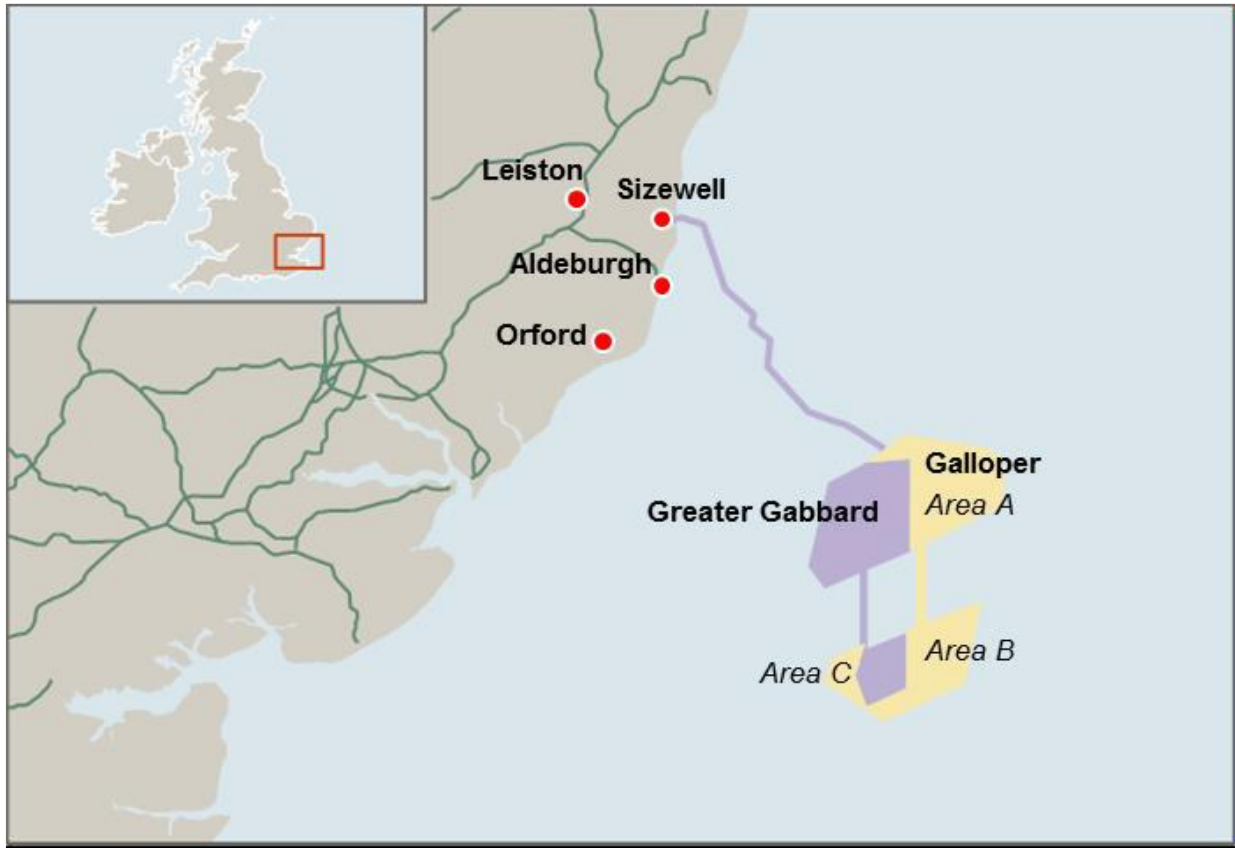 Leiston
Sizewell
Aldeburgh
Orford
Galloper
Area A
Greater Gabbard
Area B
Area C